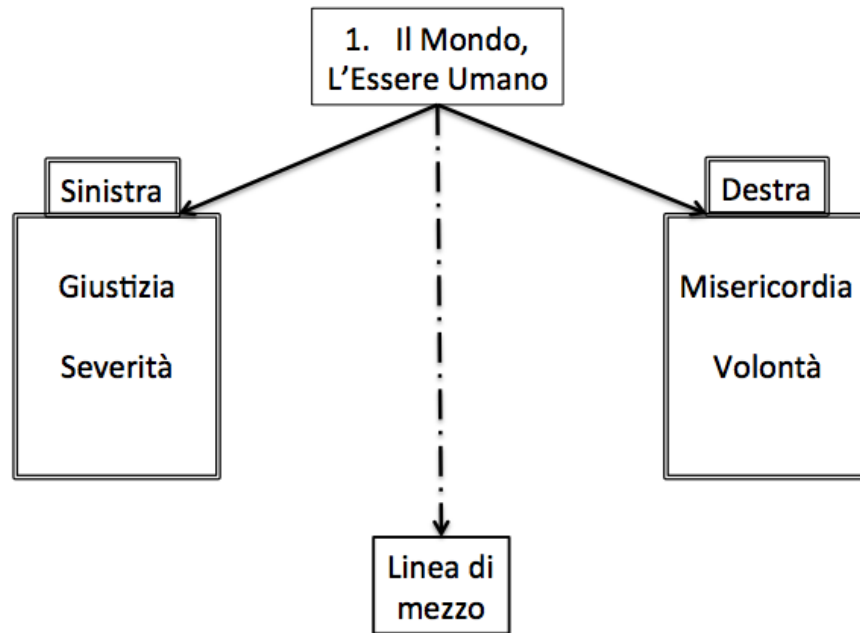 1. Il Mondo,
L'Essere Umano
Sinistra
Destra
Giustizia
Misericordia
Severità
Volontà
Linea di
mezzo